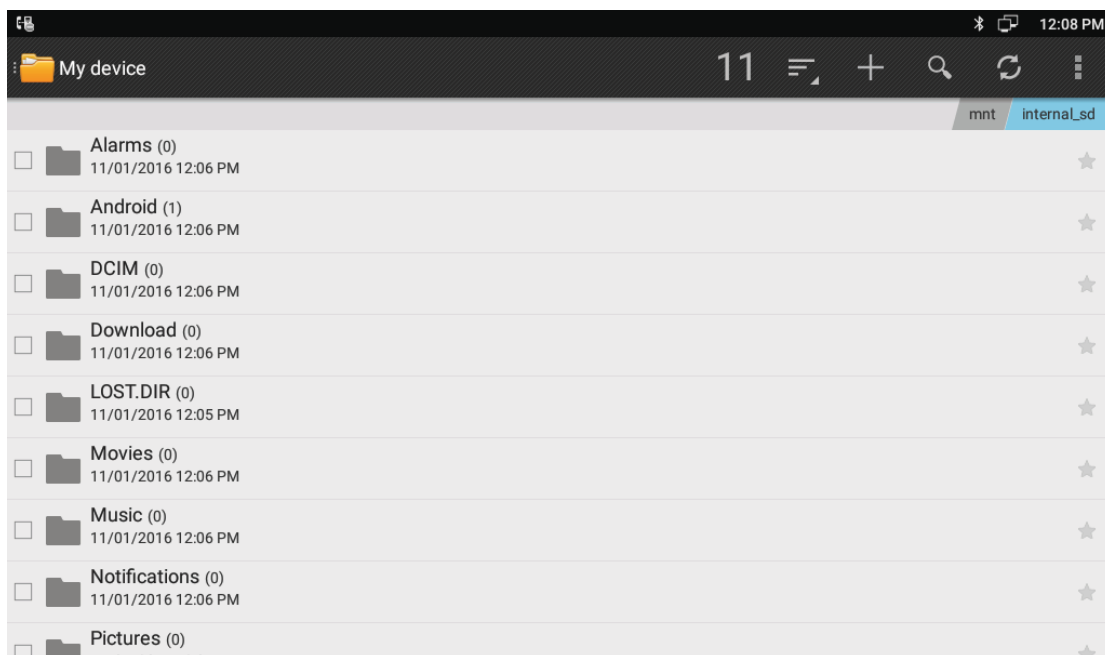 12:08 PM
My device
11
mnt
internal_sd
Alarms (0)
11/01/2016 12:06 PM
Android (1)
11/01/2016 12:06 PM
DCIM (0)
11/01/2016 12:06 PM
Download (0)
11/01/2016 12:06 PM
LOST.DIR (0)
11/01/2016 12:05 PM
Movies (0)
11/01/2016 12:06 PM
Music (0)
11/01/2016 12:06 PM
Notifications (0)
11/01/2016 12:06 PM
Pictures (0)